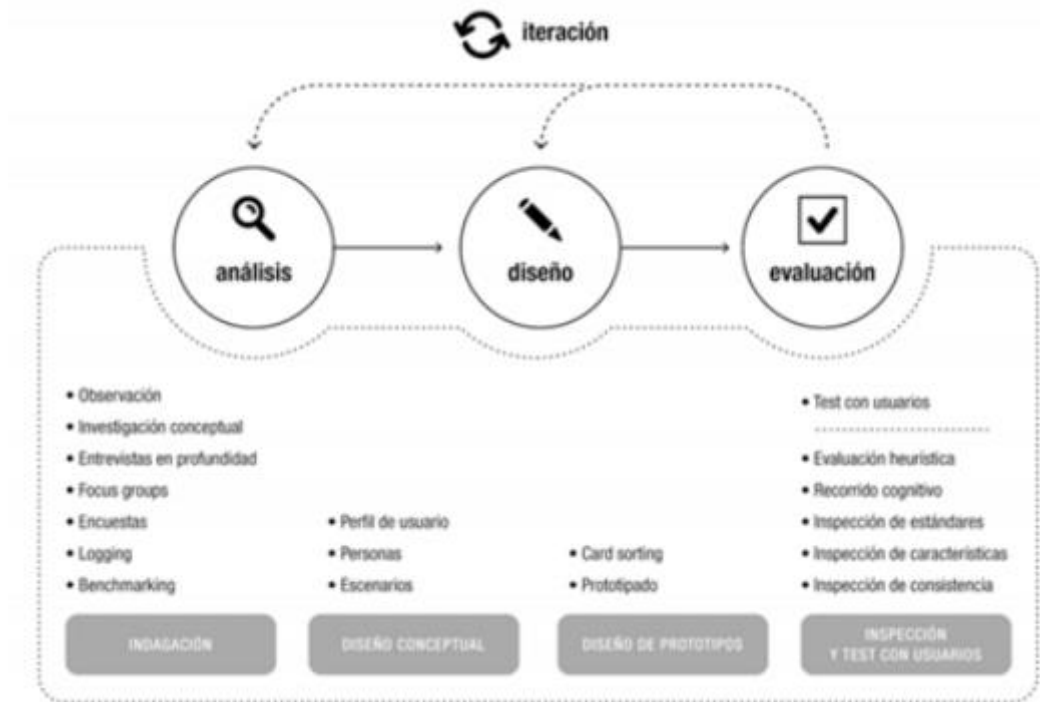 iteración
análisis
diseño
evaluación
• Observación
• Investigación conceptual
• Entrevistas en profundidad
• Focus groups
• Encuestas
• Logging
• Benchmarking
INDAGACIÓN
• Perfil de usuario
• Personas
• Escenarios
DISEÑO CONCEPTUAL
• Card sorting
• Prototipado
DISEÑO DE PROTOTIPOS
• Test con usuarios
• Evaluación heurística
• Recorrido cognitivo
• Inspección de estándares
• Inspección de características
• Inspección de consistencia
INSPECCIÓN
Y TEST CON USUARIOS